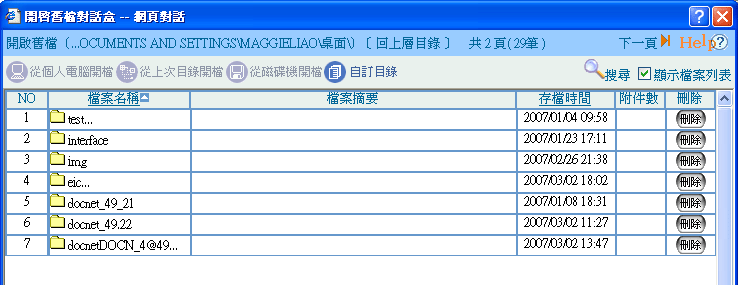 開啓舊檔對話盒 -- 網頁對話
開啟舊檔（...OCUMENTS AND SETTINGS\MAGGIELIAO\桌面\）〔 回上層目錄 〕 共 2 頁( 29筆 ) 下一頁 Help ?
從個人電腦開檔 從上次目錄開檔 從磁碟機開檔 自訂目錄 搜尋 顯示檔案列表
NO 檔案名稱 檔案摘要 存檔時間 附件數 刪除
1 test... 2007/01/04 09:58 刪除
2 interface 2007/01/23 17:11 刪除
3 img 2007/02/26 21:38 刪除
4 eic... 2007/03/02 18:02 刪除
5 docnet_49_21 2007/01/08 18:31 刪除
6 docnet_49.22 2007/03/02 11:27 刪除
7 docnetDOCN_4@49... 2007/03/02 13:47 刪除